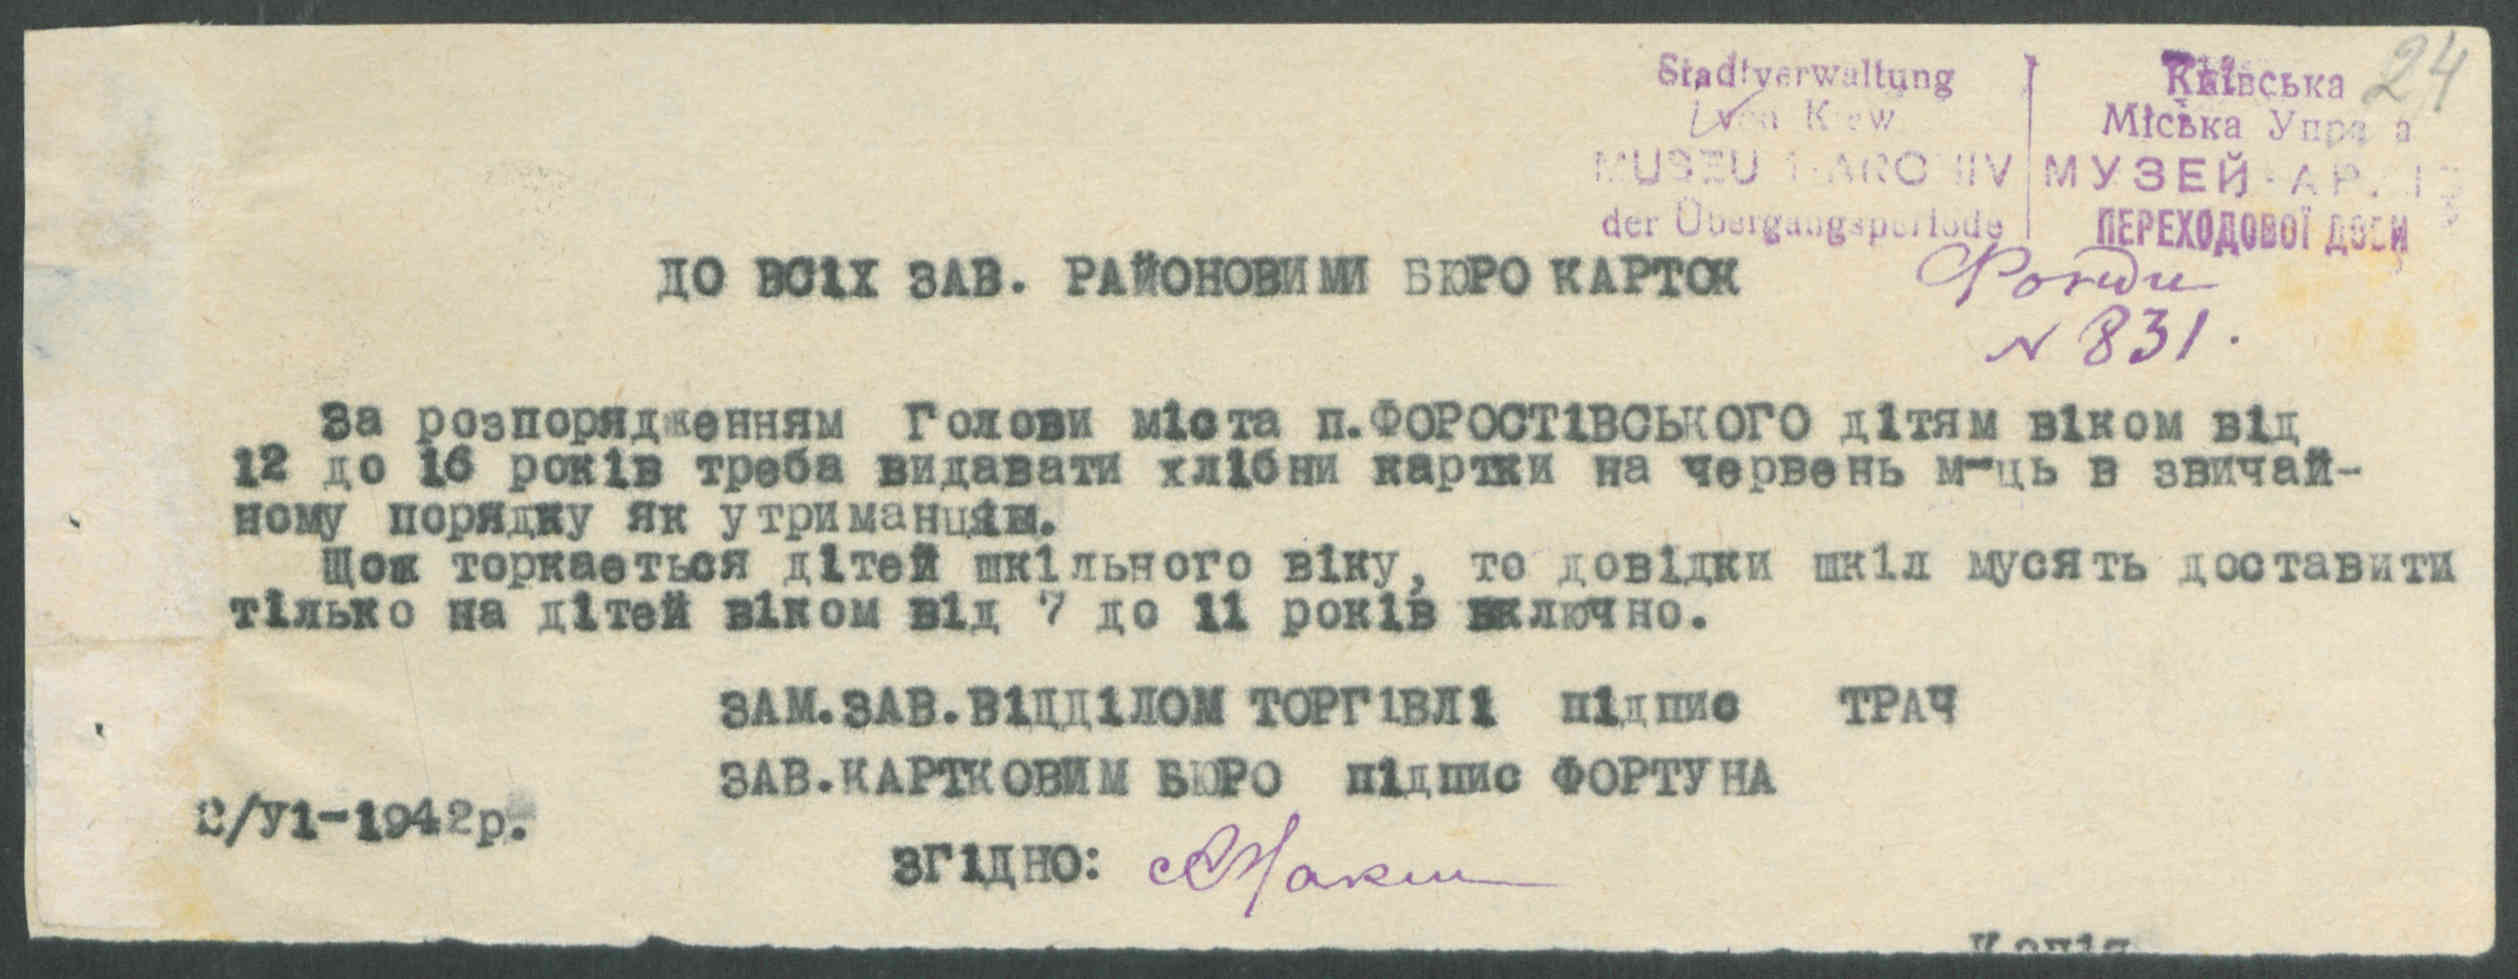 24
Stadtverwaltung
von Kiew
MUSEUM-ARCHIV
der Übergangsperiode
Київська
Міська Управа
МУЗЕЙ-АРХІВ
ПЕРЕХОДОВОЇ ДОБИ
Фонди
N 831.
ДО ВСІХ ЗАВ. РАЙОНОВИМИ БЮРО КАРТОК
За розпорядженням Голови міста п.ФОРОСТІВСЬКОГО дітям віком від
12 до 16 років треба видавати хлібни картки на червень м-ць в звичай-
ному порядку як утриманцям.
Щож торкається дітей шкільного віку, то довідки шкіл мусять доставити
тілько на дітей віком від 7 до 11 років включно.
ЗАМ.ЗАВ.ВІДДІЛОМ ТОРГІВЛІ підпис ТРАЧ
ЗАВ.КАРТКОВИМ БЮРО підпис ФОРТУНА
2/У1-1942р.
ЗГІДНО:
Копія